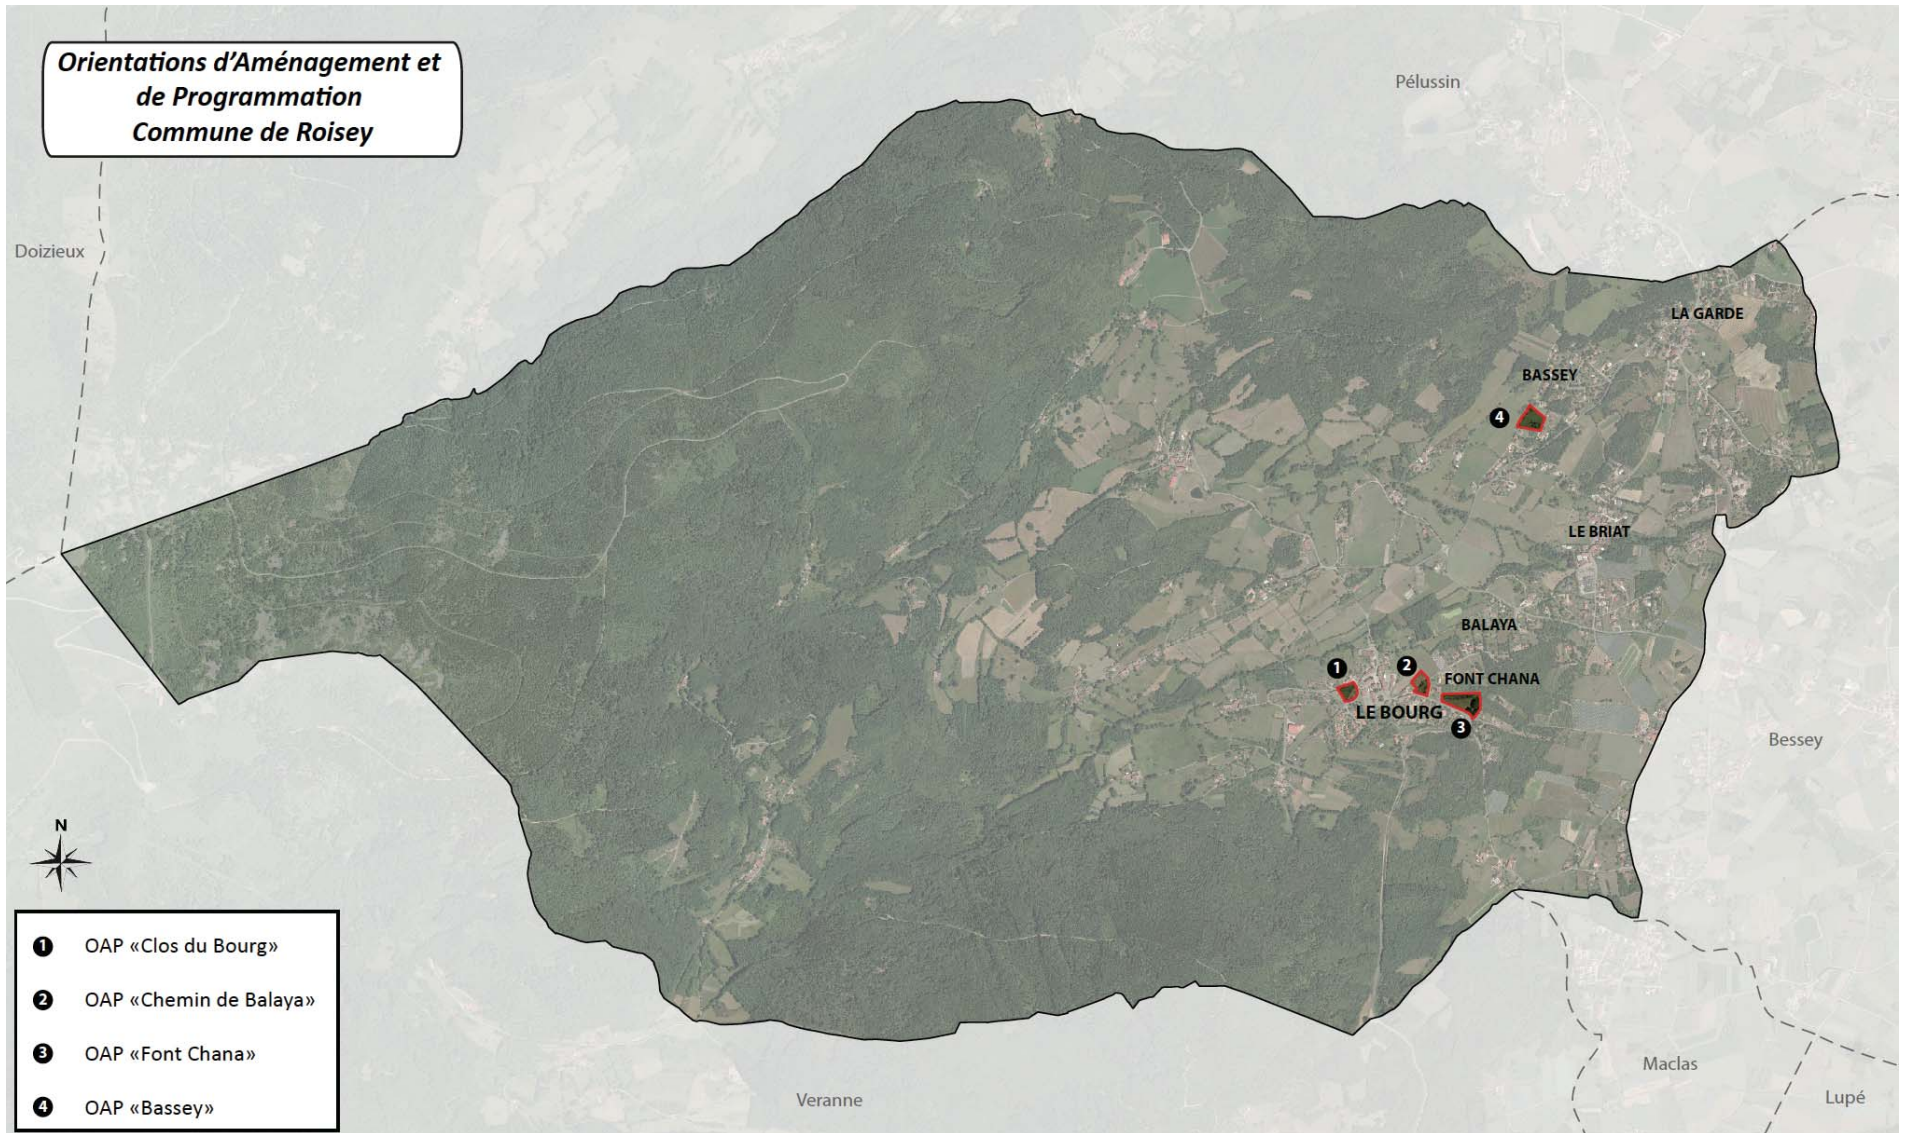 Orientations d'Aménagement et
de Programmation
Commune de Roisey
Pélussin
Doizieux
LA GARDE
BASSEY
4
LE BRIAT
BALAYA
1
2
FONT CHANA
LE BOURG
3
Bessey
N
1 OAP «Clos du Bourg»
2 OAP «Chemin de Balaya»
3 OAP «Font Chana»
4 OAP «Bassey»
Maclas
Veranne
Lupé